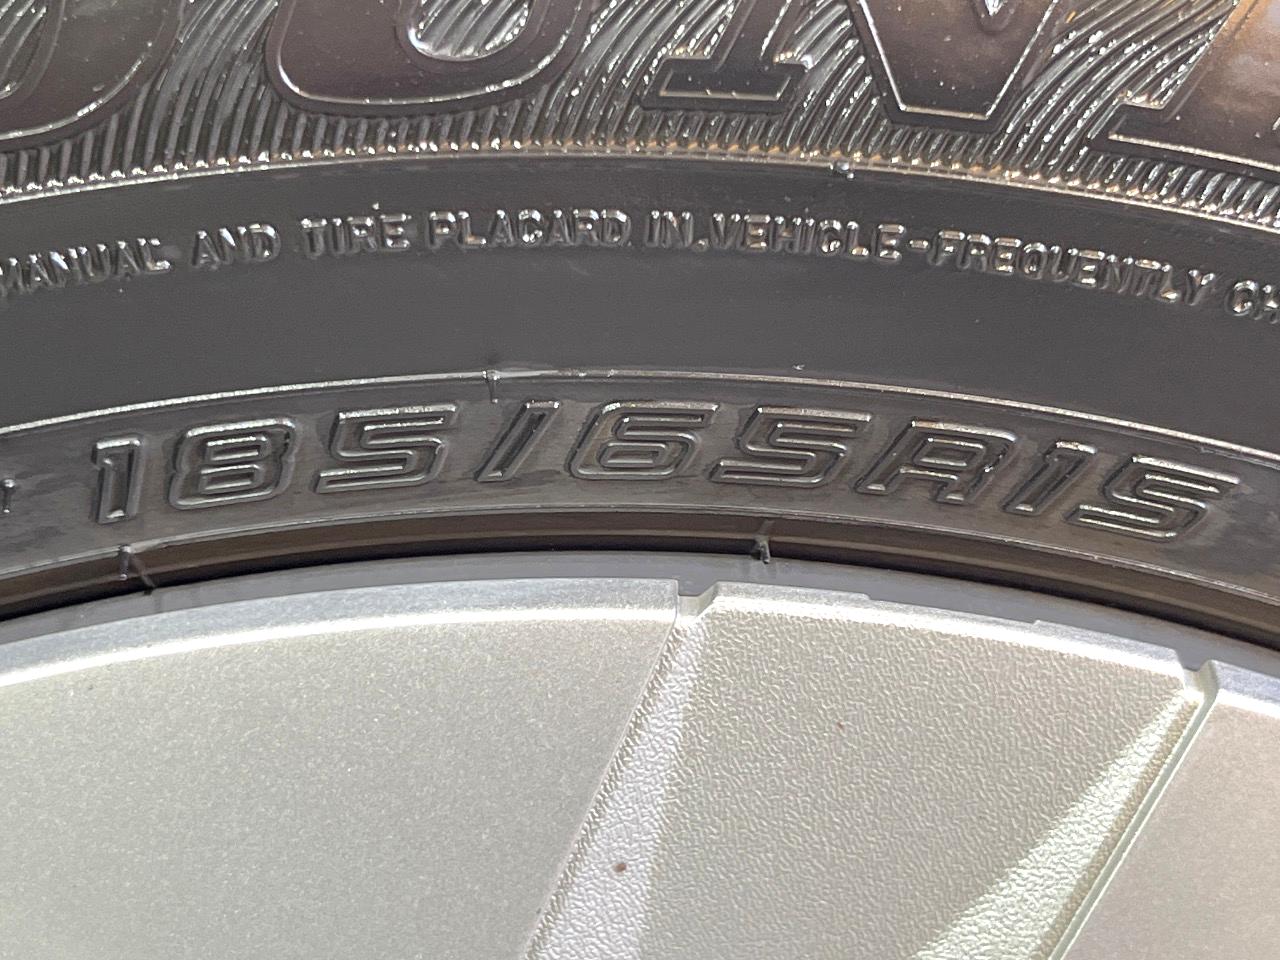 MANUAL AND TIRE PLACARD IN VEHICLE-FREQUENTLY
185/65R15